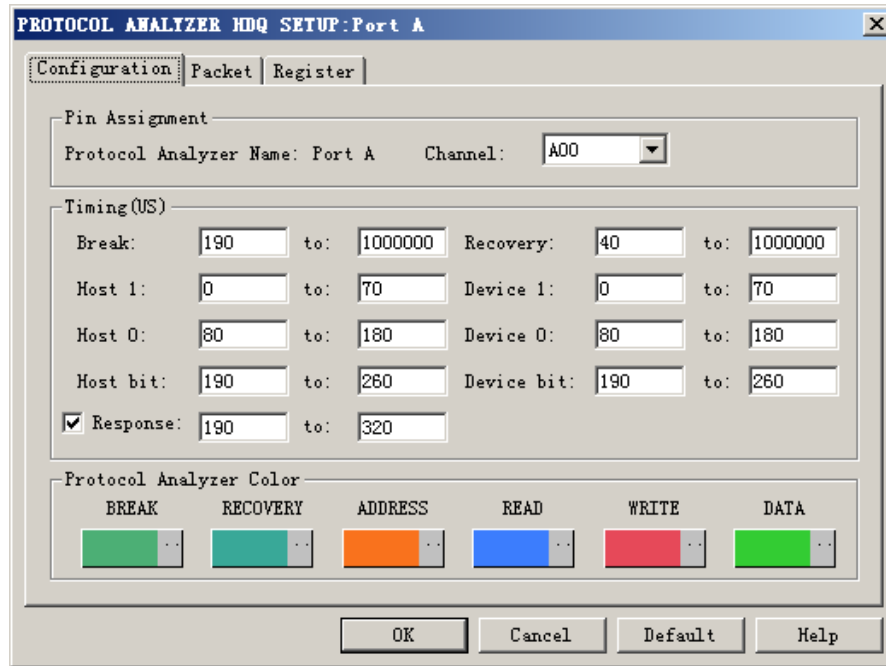 PROTOCOL ANALYZER HDQ SETUP:Port A
Configuration Packet Register
Pin Assignment
Protocol Analyzer Name: Port A Channel: A00
Timing(US)
Break: 190 to: 1000000 Recovery: 40 to: 1000000
Host 1: 0 to: 70 Device 1: 0 to: 70
Host 0: 80 to: 180 Device 0: 80 to: 180
Host bit: 190 to: 260 Device bit: 190 to: 260
Response: 190 to: 320
Protocol Analyzer Color
BREAK RECOVERY ADDRESS READ WRITE DATA
.. .. .. .. .. ..
OK Cancel Default Help